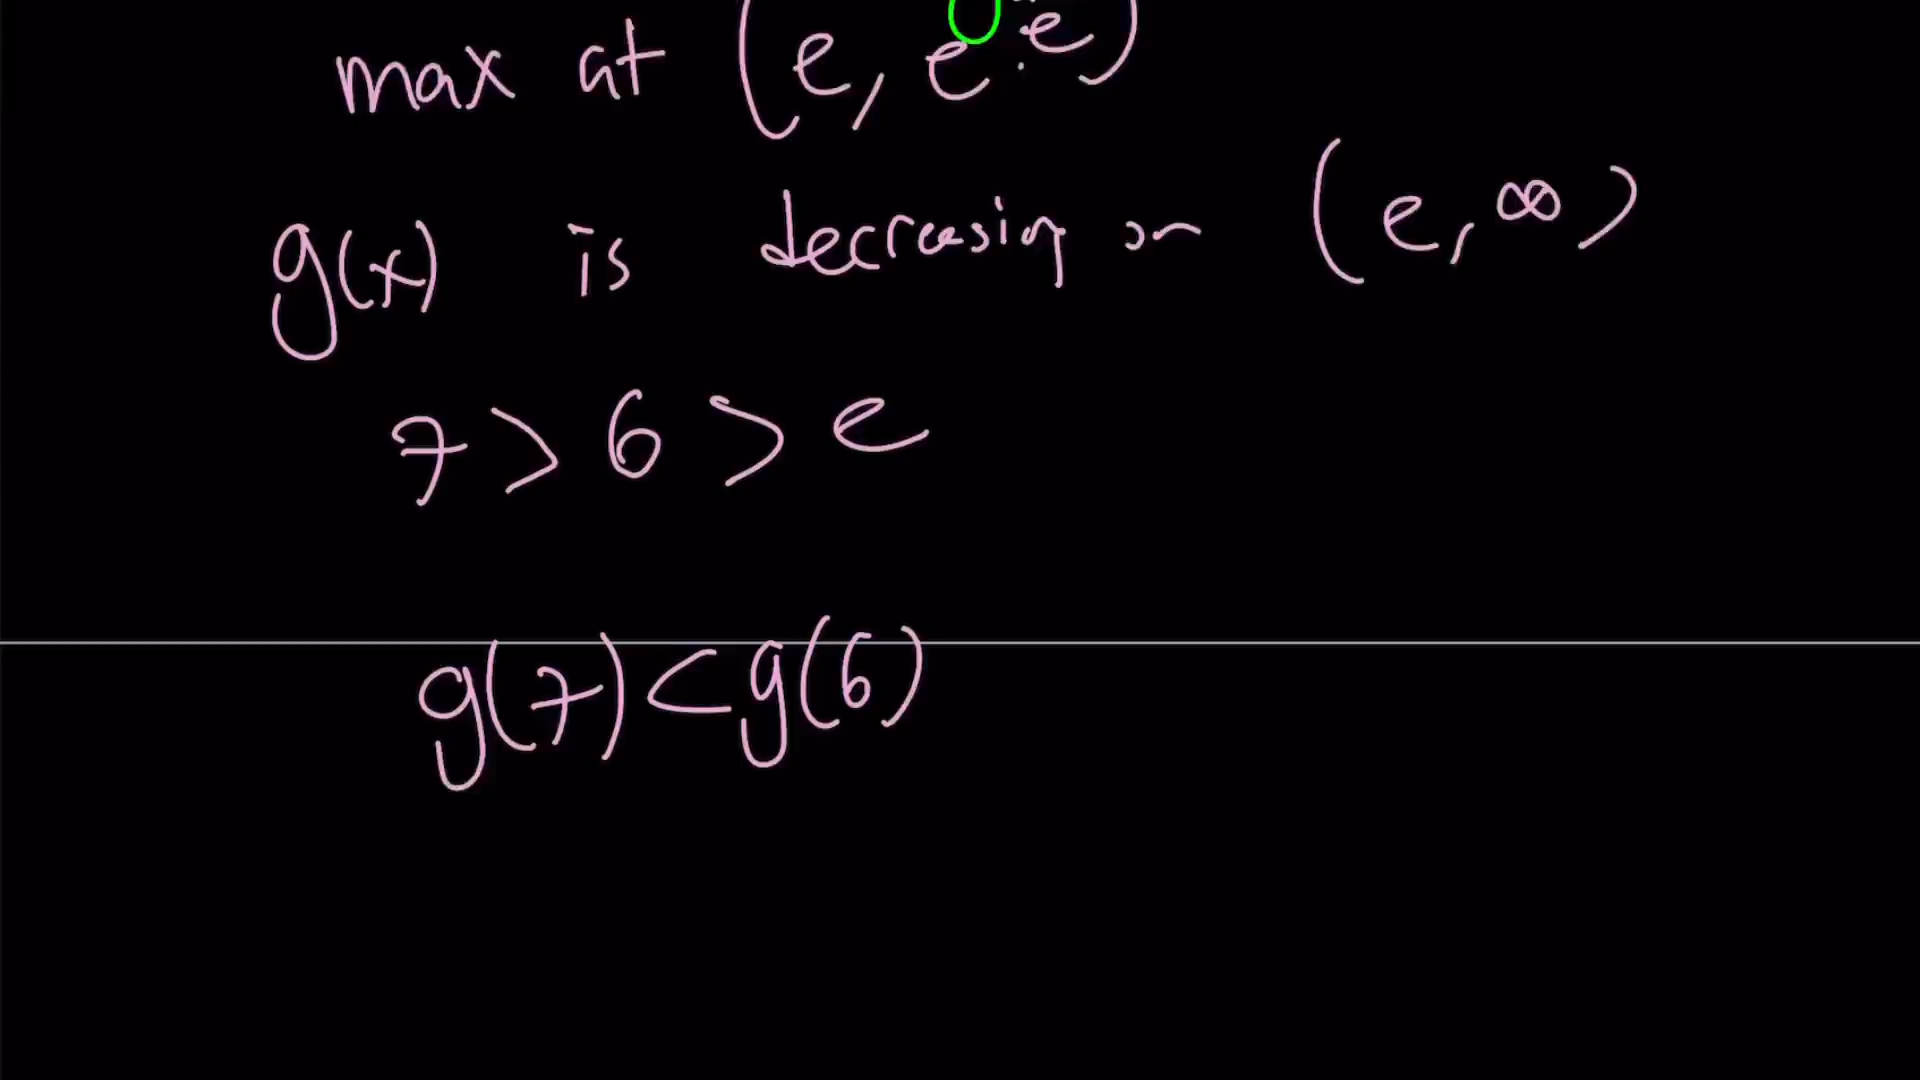 max at (e, e e)
g(x) is decreasing on (e, ∞)
7 > 6 > e
g(7) < g(6)